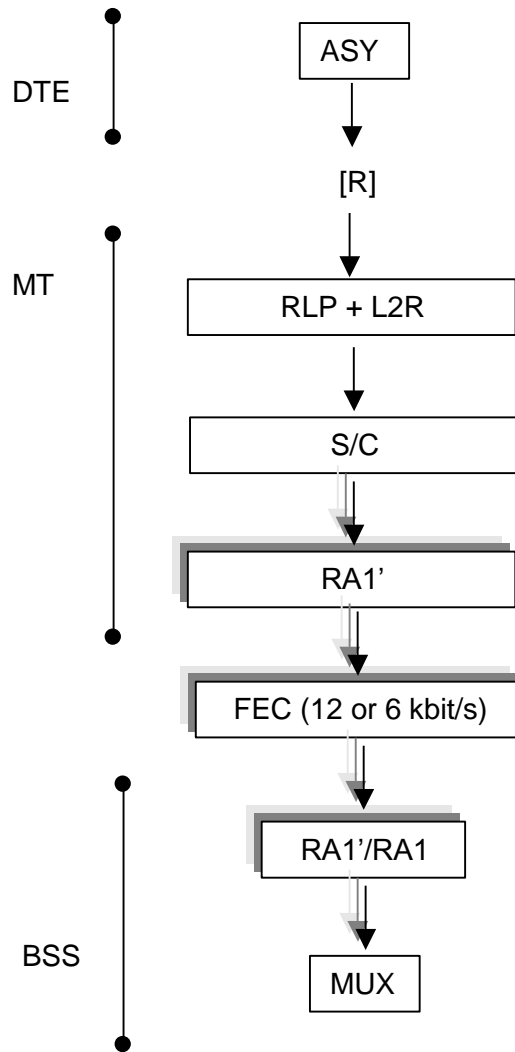 ASY
DTE
[R]
MT
RLP + L2R
S/C
RA1’
FEC (12 or 6 kbit/s)
RA1’/RA1
BSS
MUX